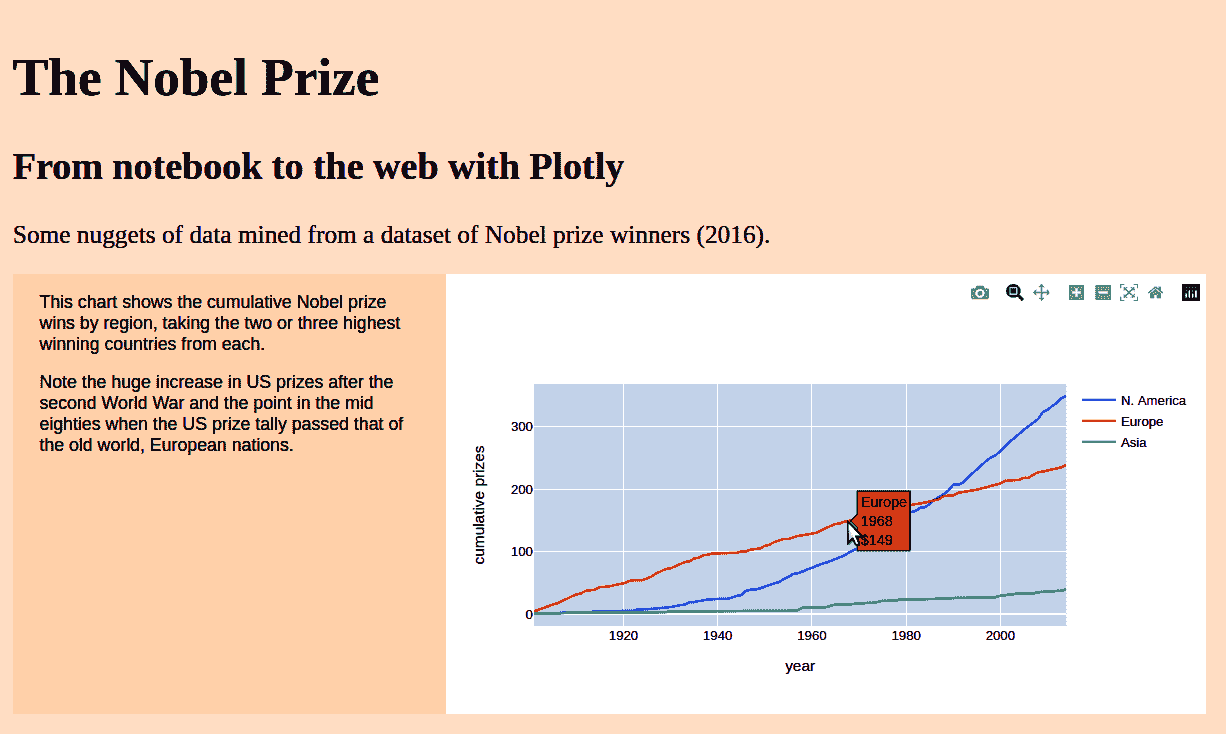 The Nobel Prize
From notebook to the web with Plotly
Some nuggets of data mined from a dataset of Nobel prize winners (2016).
This chart shows the cumulative Nobel prize
wins by region, taking the two or three highest
winning countries from each.
Note the huge increase in US prizes after the
second World War and the point in the mid
eighties when the US prize tally passed that of
the old world, European nations.
N. America
Europe
Asia
cumulative prizes
300
200
100
0
Europe
1968
$149
1920 1940 1960 1980 2000
year